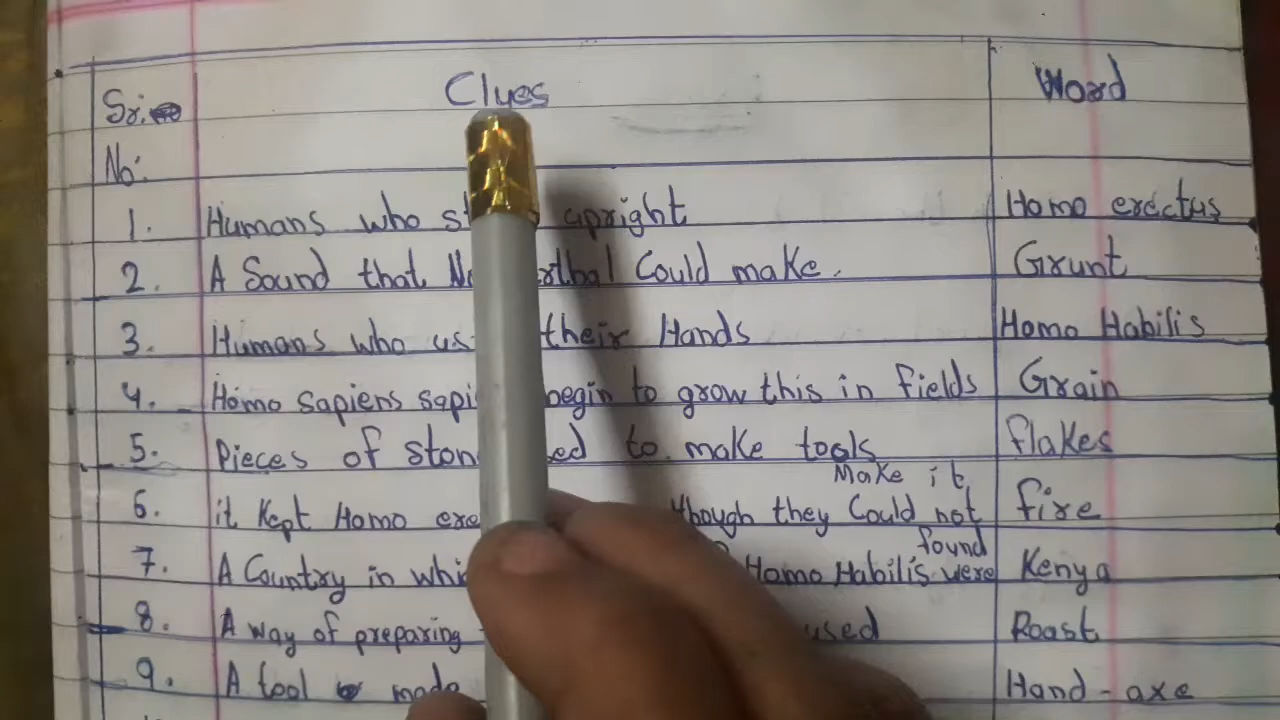 Sr. Clues Word
No:
1. Humans who upright Homo erectus
2. A Sound that Could make. Grunt
3. Humans who their Hands Homo Habilis
4. Homo sapiens begin to grow this in fields Grain
5. Pieces of to make tools flakes
Make it
6. it Kept Homo though they Could not fire
found
7. A Country in Homo Habilis were Kenya
8. A way of preparing used Roast
9. A tool made Hand-axe